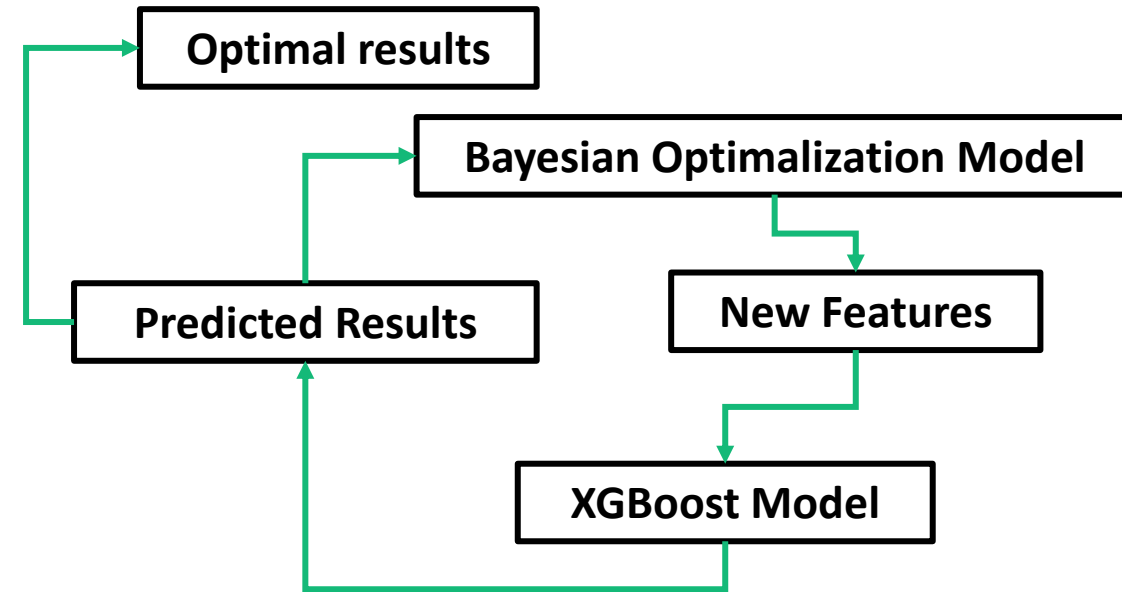 Optimal results
Bayesian Optimalization Model
Predicted Results
New Features
XGBoost Model